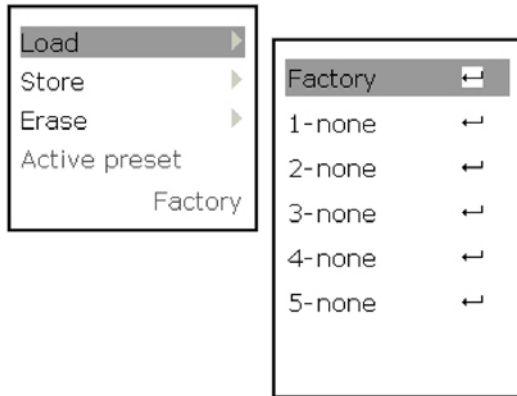 Load
Store
Erase
Active preset
Factory
Factory
1-none
2-none
3-none
4-none
5-none